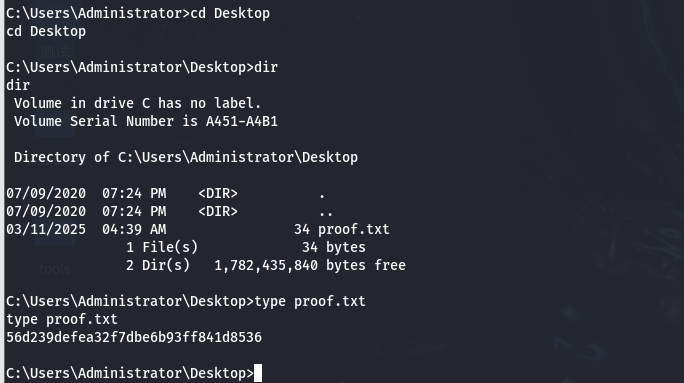 C:\Users\Administrator>cd Desktop
cd Desktop
C:\Users\Administrator\Desktop>dir
dir
 Volume in drive C has no label.
 Volume Serial Number is A451-A4B1
 Directory of C:\Users\Administrator\Desktop
07/09/2020  07:24 PM    <DIR>          .
07/09/2020  07:24 PM    <DIR>          ..
03/11/2025  04:39 AM                34 proof.txt
               1 File(s)             34 bytes
               2 Dir(s)   1,782,435,840 bytes free
tools
C:\Users\Administrator\Desktop>type proof.txt
type proof.txt
56d239defea32f7dbe6b93ff841d8536
C:\Users\Administrator\Desktop>